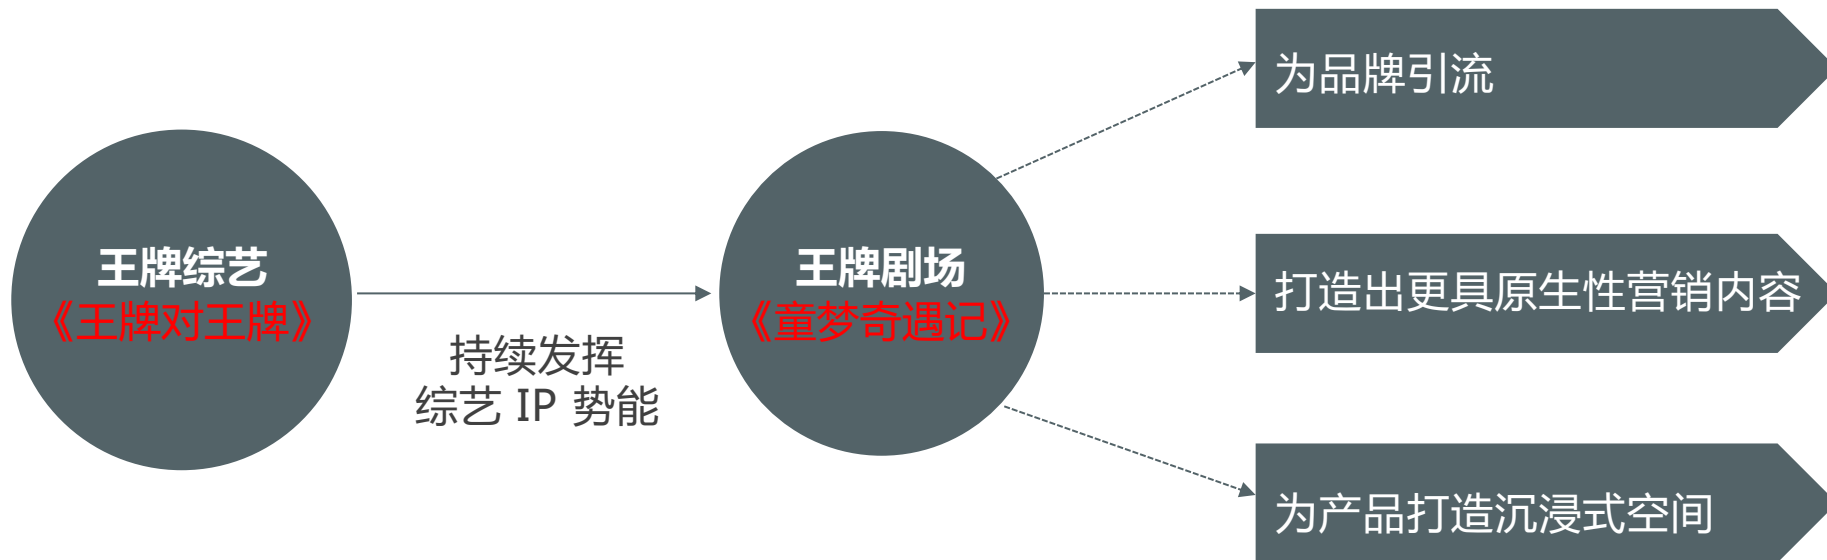 王牌综艺
《王牌对王牌》
持续发挥
综艺 IP 势能
王牌剧场
《童梦奇遇记》
为品牌引流
打造出更具原生性营销内容
为产品打造沉浸式空间